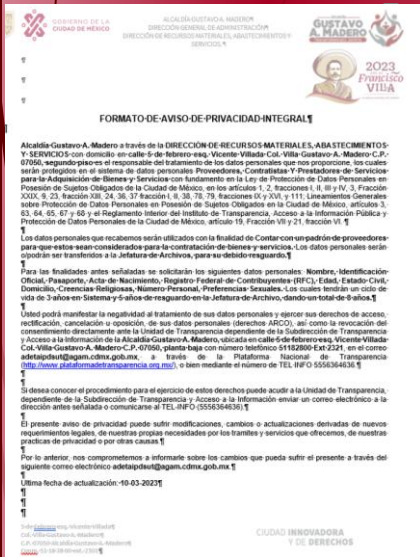 GOBIERNO DE LA
CIUDAD DE MÉXICO
ALCALDÍA GUSTAVO A. MADERO¶
DIRECCIÓN GENERAL DE ADMINISTRACIÓN¶
DIRECCIÓN DE RECURSOS MATERIALES, ABASTECIMIENTOS Y
SERVICIOS.¶
GUSTAVO
A. MADERO
¶
¶
¶
¶
2023
Francisco
VILLA
FORMATO·DE·AVISO·DE·PRIVACIDAD·INTEGRAL¶
Alcaldía·Gustavo·A.·Madero a través de la DIRECCIÓN·DE·RECURSOS·MATERIALES,·ABASTECIMIENTOS·
Y·SERVICIOS·con domicilio en calle·5·de·febrero·esq.·Vicente·Villada·Col.·Villa·Gustavo·A.·Madero·C.P.·
07050,·segundo·piso·es el responsable del tratamiento de los datos personales que nos proporcione, los cuales
serán protegidos en el sistema de datos personales Proveedores,·Contratistas·Y·Prestadores·de·Servicios·
para·la·Adquisición·de·Bienes·y·Servicios·con fundamento en la Ley de Protección de Datos Personales en
Posesión de Sujetos Obligados de la Ciudad de México, en los artículos 1, 2, fracciones I, II, III y IV, 3, Fracción
XXIX, 9, 23, fracción XIII, 24, 36, 37 fracción I, II, 38, 78, 79, fracciones IX y XVI, y 111; Lineamientos Generales
sobre Protección de Datos Personales en Posesión de Sujetos Obligados en la Ciudad de México, artículos 3,
63, 64, 65, 67 y 68 y el Reglamento Interior del Instituto de Transparencia, Acceso a la Información Pública y
Protección de Datos Personales de la Ciudad de México, artículo 19, Fracción VII y 21, fracción VI. ¶
¶
Los datos personales que recabemos serán utilizados con la finalidad de Contar·con·un·padrón·de·proveedores·
para·que·estos·sean·considerados·para·la·contratación·de·bienes·y·servicios.·Los datos personales serán
o/podrán ser transferidos a la Jefatura·de·Archivos,·para·su·debido·resguardo.¶
¶
Para las finalidades antes señaladas se solicitarán los siguientes datos personales: Nombre,·Identificación·
Oficial,·Pasaporte,·Acta·de·Nacimiento,·Registro·Federal·de·Contribuyentes·(RFC),·Edad,·Estado·Civil,·
Domicilio,·Creencias·Religiosas,·Número·Personal,·Preferencias·Sexuales.·Los cuales tendrán un ciclo de
vida de 3·años·en·Sistema·y·5·años·de·resguardo·en·la·Jefatura·de·Archivo,·dando·un·total·de·8·años.¶
¶
Usted podrá manifestar la negatividad al tratamiento de sus datos personales y ejercer sus derechos de acceso,
rectificación, cancelación u oposición, de sus datos personales (derechos ARCO), así como la revocación del
consentimiento directamente ante la Unidad de Transparencia dependiente de la Subdirección de Transparencia
y Acceso a la Información de la Alcaldía·Gustavo·A.·Madero, ubicada en calle·5·de·febrero·esq.·Vicente·Villada·
Col.·Villa·Gustavo·A.·Madero·C.P.·07050,·planta·baja con número telefónico 51182800·Ext·2321, en el correo
adetaipdsut@agam.cdmx.gob.mx, a través de la Plataforma Nacional de Transparencia
(http://www.plataformadetransparencia.org.mx/), o bien mediante el número de TEL-INFO 5556364636.¶
¶
Si desea conocer el procedimiento para el ejercicio de estos derechos puede acudir a la Unidad de Transparencia,
dependiente de la Subdirección de Transparencia y Acceso a la Información enviar un correo electrónico a la
dirección antes señalada o comunicarse al TEL-INFO (5556364636).¶
¶
El presente aviso de privacidad puede sufrir modificaciones, cambios o actualizaciones derivadas de nuevos
requerimientos legales, de nuestras propias necesidades por los tramites y servicios que ofrecemos, de nuestras
practicas de privacidad o por otras causas.¶
¶
Por lo anterior, nos comprometemos a informarle sobre los cambios que pueda sufrir el presente a través del
siguiente correo electrónico adetaipdsut@agam.cdmx.gob.mx.¶
¶
Ultima fecha de actualización:·10-03-2023¶
5 de Febrero esq. Vicente Villada¶
Col. Villa Gustavo A. Madero¶
C.P. 07050 Alcaldía Gustavo A. Madero¶
CIUDAD INNOVADORA
Y DE DERECHOS